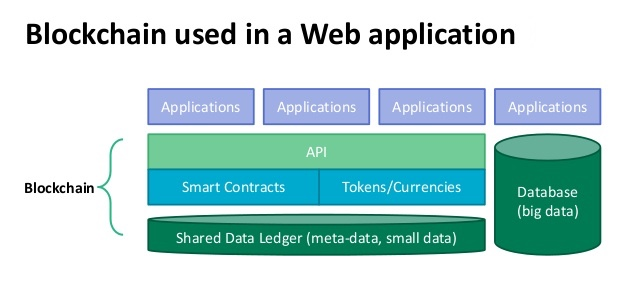 Blockchain used in a Web application
Applications
Applications
Applications
Applications
API
Blockchain
Smart Contracts
Tokens/Currencies
Database
(big data)
Shared Data Ledger (meta-data, small data)